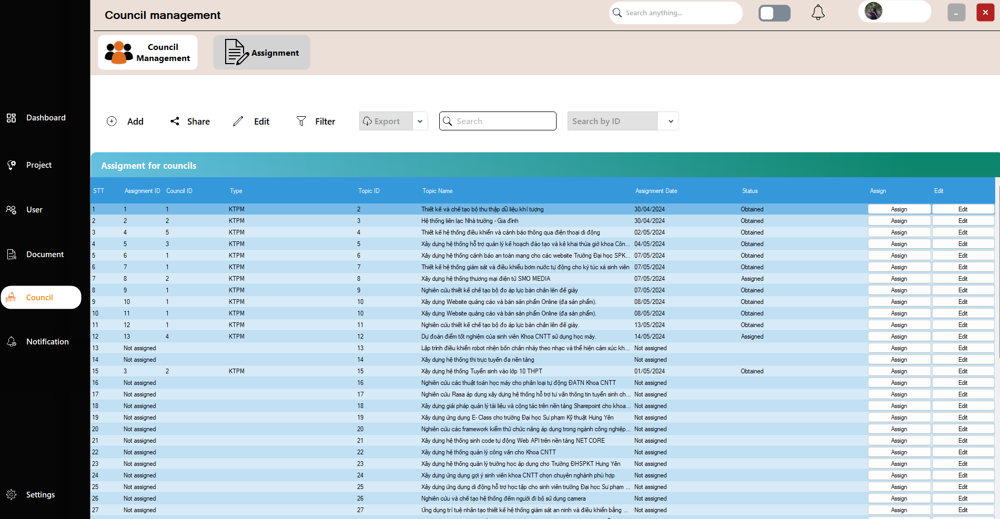 Council management
Search anything...
Council
Management
Assignment
Dashboard
Project
User
Document
Council
Notification
Settings
Add Share Edit Filter Export Search Search by ID
Assigment for councils
STT Assignment ID Council ID Type Topic ID Topic Name Assignment Date Status Assign Edit
1 1 1 KTPM 2 Thiết kế và chế tạo bộ thu thập dữ liệu khí tượng 30/04/2024 Obtained Assign Edit
2 2 2 KTPM 3 Hệ thống liên lạc Nhà trường - Gia đình 30/04/2024 Obtained Assign Edit
3 4 5 KTPM 4 Thiết kế hệ thống điều khiển và cảnh báo thông qua điện thoại di động 02/05/2024 Obtained Assign Edit
4 5 3 KTPM 5 Xây dựng hệ thống hỗ trợ quản lý kế hoạch đào tạo và kê khai thừa giờ khoa Côn... 04/05/2024 Obtained Assign Edit
5 6 1 KTPM 6 Xây dựng hệ thống cảnh báo an toàn mạng cho các website Trường Đại học SPK... 07/05/2024 Obtained Assign Edit
6 7 1 KTPM 7 Thiết kế hệ thống giám sát và điều khiểu bơm nước tự động cho ký túc xá sinh viên 07/05/2024 Obtained Assign Edit
7 8 2 KTPM 8 Xây dựng hệ thống thương mại điện tử SMO MEDIA 07/05/2024 Assigned Assign Edit
8 9 1 KTPM 9 Nghiên cứu thiết kế chế tạo bộ đo áp lực bàn chân lên đế giày 07/05/2024 Obtained Assign Edit
9 10 1 KTPM 10 Xây dựng Website quảng cáo và bán sản phẩm Online (đa sản phẩm). 08/05/2024 Obtained Assign Edit
10 11 1 KTPM 10 Xây dựng Website quảng cáo và bán sản phẩm Online (đa sản phẩm). 08/05/2024 Obtained Assign Edit
11 12 1 KTPM 11 Nghiên cứu thiết kế chế tạo bộ đo áp lực bàn chân lên đế giày. 13/05/2024 Obtained Assign Edit
12 13 4 KTPM 12 Dự đoán điểm tốt nghiệm của sinh viên Khoa CNTT sử dụng học máy. 14/05/2024 Assigned Assign Edit
13 Not assigned 13 Lập trình điều khiển robot nhện bốn chân nhảy theo nhạc và thể hiện cảm xúc kh... Not assigned Assign Edit
14 Not assigned 14 Xây dựng hệ thống thi trực tuyến đa nền tảng Not assigned Assign Edit
15 3 2 KTPM 15 Xây dựng hệ thống Tuyển sinh vào lớp 10 THPT 01/05/2024 Obtained Assign Edit
16 Not assigned 16 Nghiên cứu các thuật toán học máy cho phân loại tự động ĐATN Khoa CNTT Not assigned Assign Edit
17 Not assigned 17 Nghiên cứu Rasa áp dụng xây dựng hệ thống hỗ trợ tư vấn thông tin tuyển sinh ch... Not assigned Assign Edit
18 Not assigned 18 Xây dựng giải pháp quản lý tài liệu và cộng tác trên nền tảng Sharepoint cho khoa... Not assigned Assign Edit
19 Not assigned 19 Xây dựng ứng dụng E- Class cho trường Đại học Sư phạm Kỹ thuật Hưng Yên Not assigned Assign Edit
20 Not assigned 20 Nghiên cứu các framework kiểm thử chức năng áp dụng trong ngành công nghiệp... Not assigned Assign Edit
21 Not assigned 21 Xây dựng hệ thống sinh code tự động Web API trên nền tảng NET CORE Not assigned Assign Edit
22 Not assigned 22 Xây dựng hệ thống quản lý công văn cho Khoa CNTT Not assigned Assign Edit
23 Not assigned 23 Xây dựng hệ thống quản lý trường học áp dụng cho Trường ĐHSPKT Hưng Yên Not assigned Assign Edit
24 Not assigned 24 Xây dựng ứng dụng gợi ý sinh viên khoa CNTT chọn chuyên nghành phù hợp Not assigned Assign Edit
25 Not assigned 25 Xây dựng ứng dụng di động hỗ trợ học tập cho sinh viên trường Đại học Sư phạm ... Not assigned Assign Edit
26 Not assigned 26 Nghiên cứu và chế tạo hệ thống đếm người đi bộ sử dụng camera Not assigned Assign Edit
27 Not assigned 27 Ứng dụng trí tuệ nhân tạo thiết kế hệ thống giám sát an ninh và điều khiển bằng ... Not assigned Assign Edit